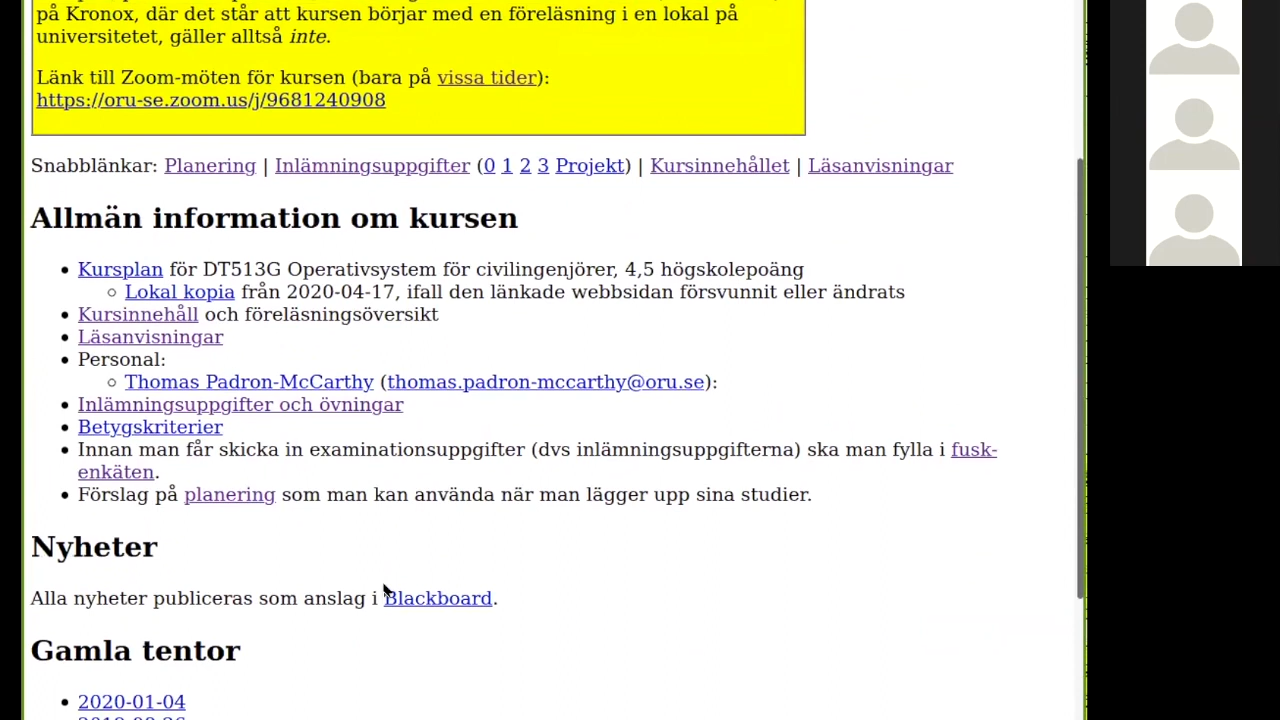 på Kronox, där det står att kursen börjar med en föreläsning i en lokal på
universitetet, gäller alltså inte.
Länk till Zoom-möten för kursen (bara på vissa tider):
https://oru-se.zoom.us/j/9681240908
Snabblänkar: Planering | Inlämningsuppgifter (0 1 2 3 Projekt) | Kursinnehållet | Läsanvisningar
Allmän information om kursen
Kursplan för DT513G Operativsystem för civilingenjörer, 4,5 högskolepoäng
Lokal kopia från 2020-04-17, ifall den länkade webbsidan försvunnit eller ändrats
Kursinnehåll och föreläsningsöversikt
Läsanvisningar
Personal:
Thomas Padron-McCarthy (thomas.padron-mccarthy@oru.se):
Inlämningsuppgifter och övningar
Betygskriterier
Innan man får skicka in examinationsuppgifter (dvs inlämningsuppgifterna) ska man fylla i fusk-
enkäten.
Förslag på planering som man kan använda när man lägger upp sina studier.
Nyheter
Alla nyheter publiceras som anslag i Blackboard.
Gamla tentor
2020-01-04